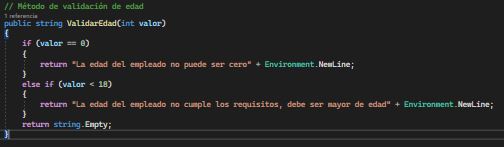 // Método de validación de edad
1 referencia
public string ValidarEdad(int valor)
{
if (valor == 0)
{
return "La edad del empleado no puede ser cero" + Environment.NewLine;
}
else if (valor < 18)
{
return "La edad del empleado no cumple los requisitos, debe ser mayor de edad" + Environment.NewLine;
}
return string.Empty;
}